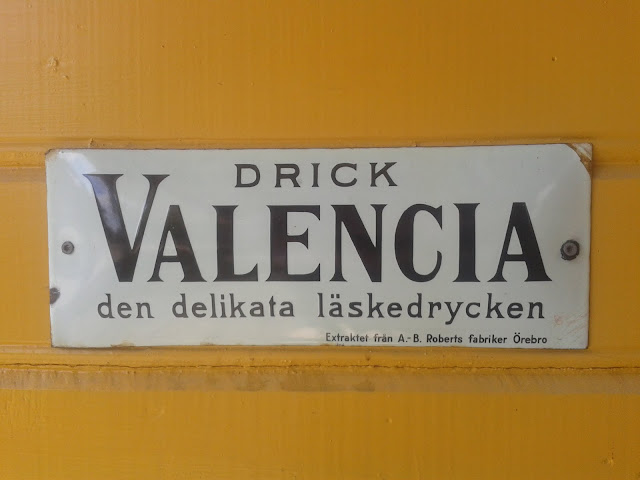 DRICK
VALENCIA
den delikata läskedrycken
Extraktet från A.-B. Roberts fabriker Örebro